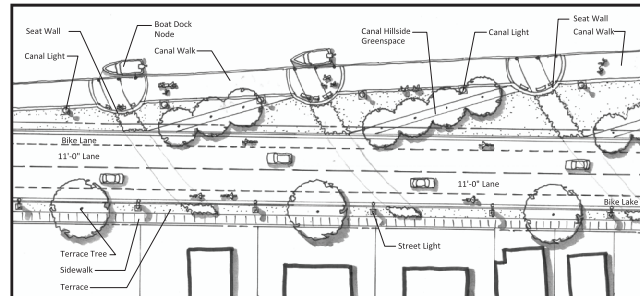 Boat Dock
Node
Seat Wall
Canal Walk
Canal Light
Canal Hillside
Greenspace
Canal Light
Seat Wall
Canal Walk
Bike Lane
11'-0" Lane
11'-0" Lane
Bike Lake
Terrace Tree
Sidewalk
Terrace
Street Light